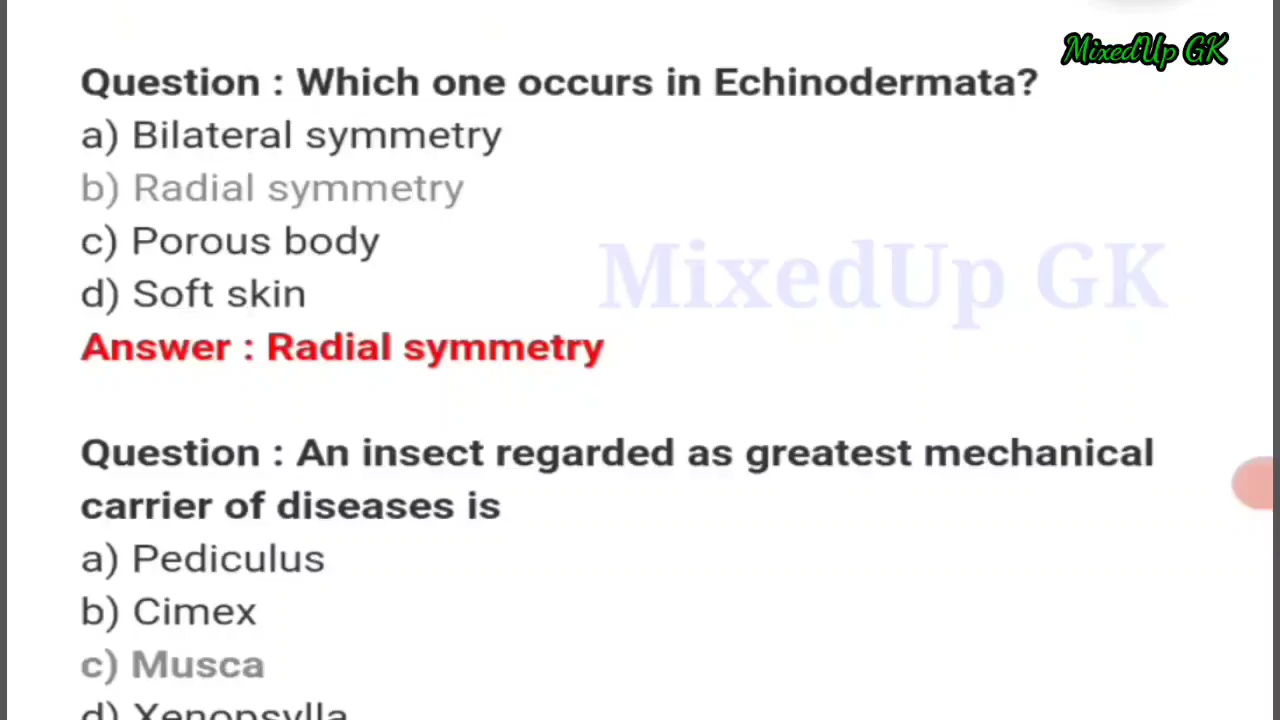 MixedUp GK
Question : Which one occurs in Echinodermata?
a) Bilateral symmetry
b) Radial symmetry
c) Porous body
d) Soft skin
MixedUp GK
Answer : Radial symmetry
Question : An insect regarded as greatest mechanical
carrier of diseases is
a) Pediculus
b) Cimex
c) Musca
d) Xenopsylla